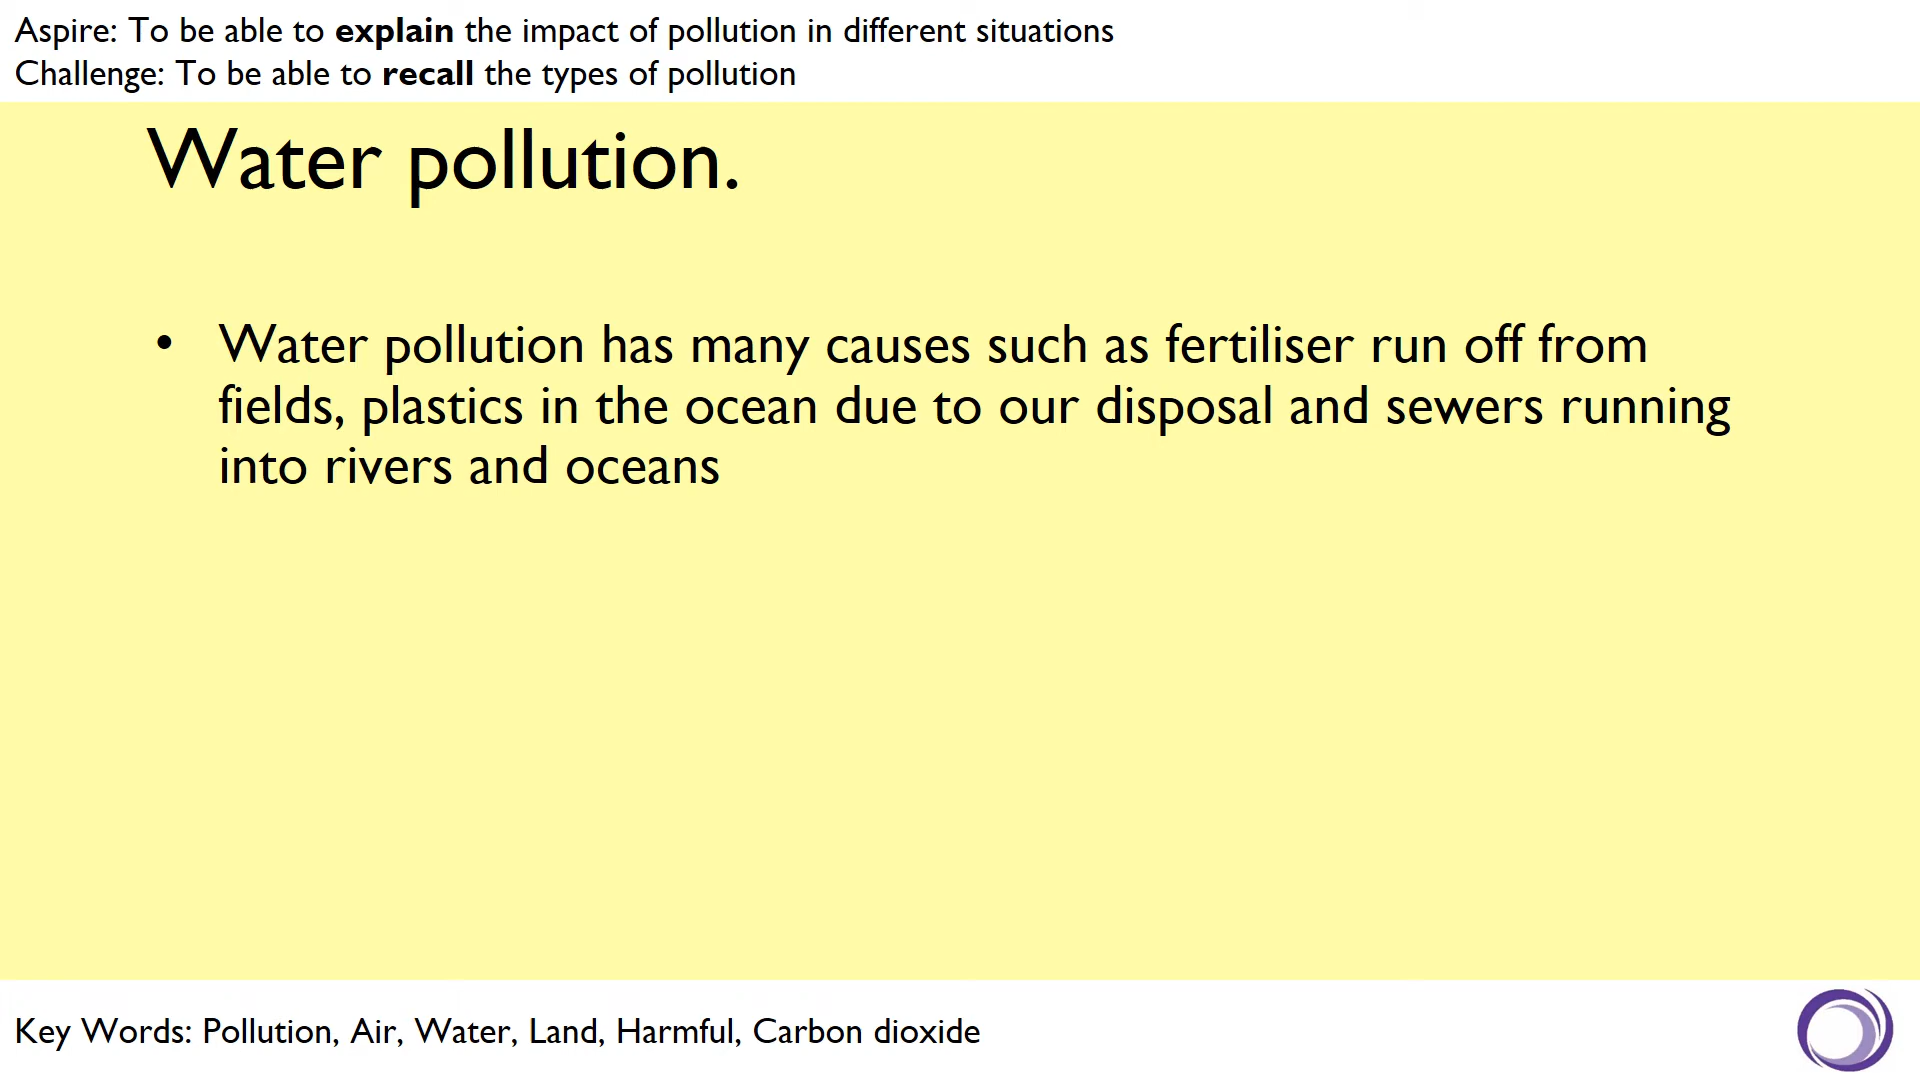 Aspire: To be able to explain the impact of pollution in different situations
Challenge: To be able to recall the types of pollution
Water pollution.
• Water pollution has many causes such as fertiliser run off from
fields, plastics in the ocean due to our disposal and sewers running
into rivers and oceans
Key Words: Pollution, Air, Water, Land, Harmful, Carbon dioxide